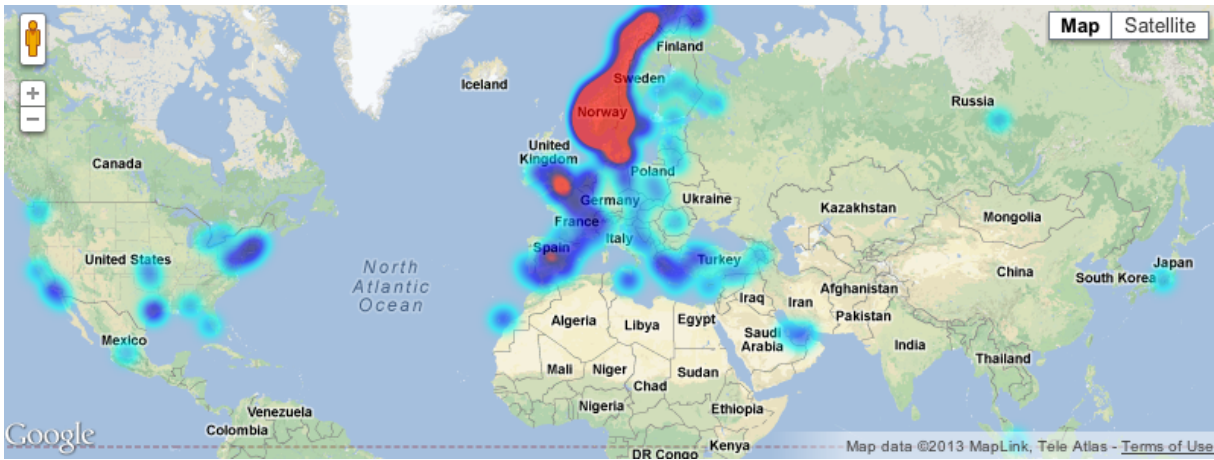 Map Satellite
Finland
Iceland
Sweden
Russia
Norway
United
Kingdom
Canada
Poland
Germany
Ukraine
Kazakhstan
France
Mongolia
Italy
Spain
United States
Turkey
North
Atlantic
Ocean
Japan
South Korea
China
Afghanistan
Iraq
Iran
Pakistan
Algeria
Libya
Egypt
Saudi
Arabia
Mexico
India
Thailand
Mali
Niger
Sudan
Chad
Nigeria
Ethiopia
Venezuela
Colombia
Kenya
DR Congo
+
−
Google
Map data ©2013 MapLink, Tele Atlas - Terms of Use